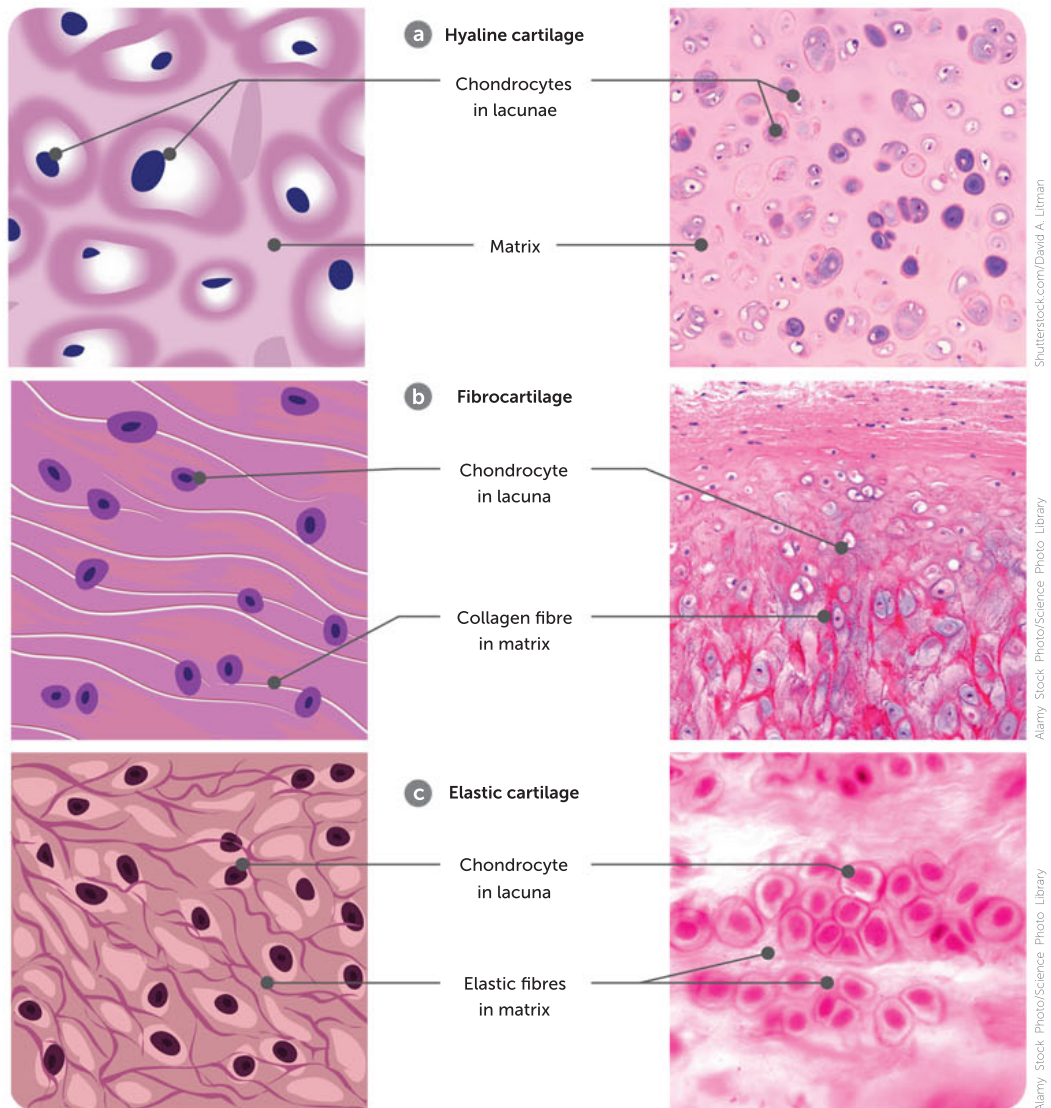 a Hyaline cartilage
Chondrocytes
in lacunae
Matrix
Shutterstock.com/David A. Litman
b Fibrocartilage
Chondrocyte
in lacuna
Collagen fibre
in matrix
Alamy Stock Photo/Science Photo Library
c Elastic cartilage
Chondrocyte
in lacuna
Elastic fibres
in matrix
Alamy Stock Photo/Science Photo Library